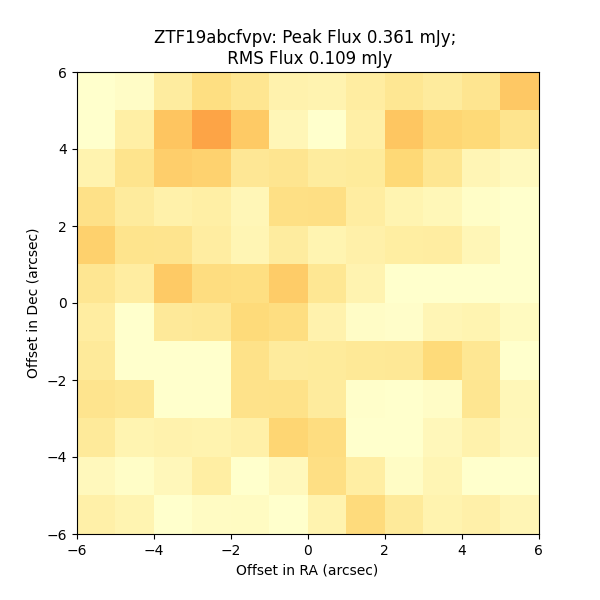 ZTF19abcfvpv: Peak Flux 0.361 mJy;
RMS Flux 0.109 mJy
6
4
2
0
−2
−4
−6
Offset in Dec (arcsec)
−6 −4 −2 0 2 4 6
Offset in RA (arcsec)